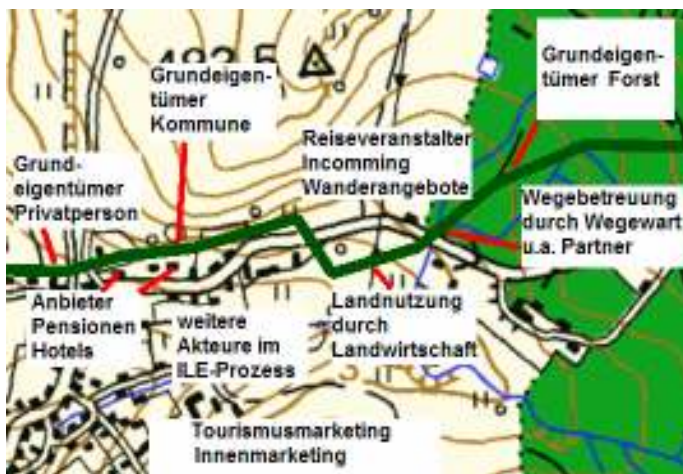 Grundeigen-
tümer
Kommune
Grundeigen-
tümer Forst
Reiseveranstalter
Incomming
Wanderangebote
Grund-
eigentümer
Privatperson
Wegebetreuung
durch Wegewart
u.a. Partner
Anbieter
Pensionen
Hotels
weitere
Akteure im
ILE-Prozess
Landnutzung
durch
Landwirtschaft
Tourismusmarketing
Innenmarketing